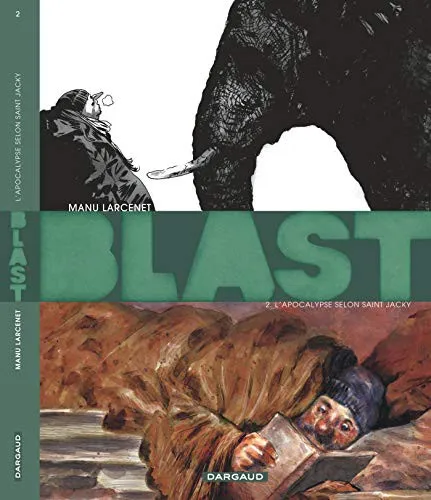 2
L'APOCALYPSE SELON SAINT JACKY
BLAST
MANU LARCENET
DARGAUD
MANU LARCENET
BLAST
2. L'APOCALYPSE SELON SAINT JACKY
DARGAUD